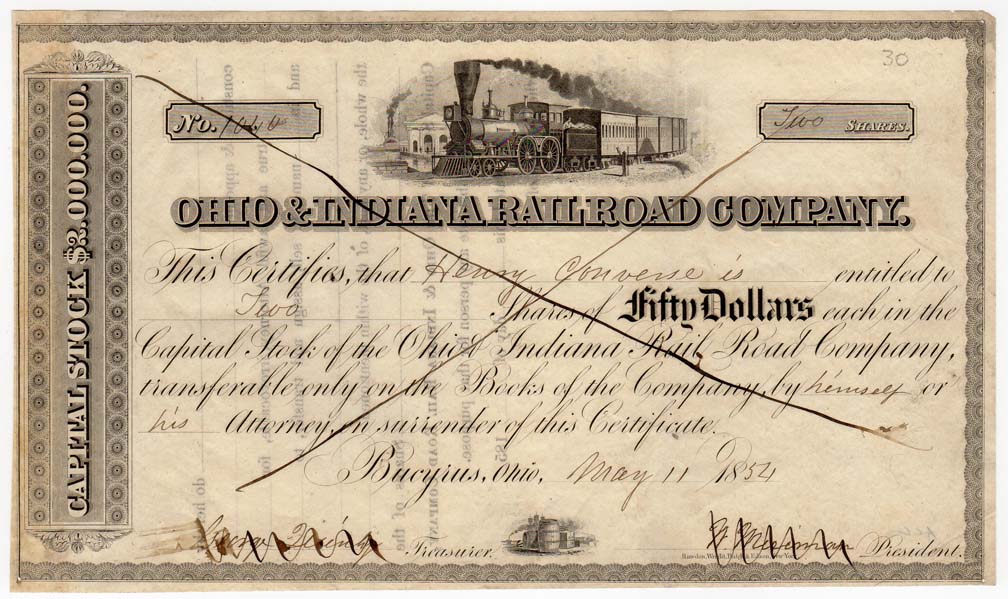 30
No.
Two SHARES.
OHIO & INDIANA RAIL ROAD COMPANY.
CAPITAL STOCK $2.000.000.
This Certifies, that Henry Converse is entitled to
Two Shares of Fifty Dollars each in the
Capital Stock of the Ohio & Indiana Rail Road Company,
transferable only on the Books of the Company, by himself or
his Attorney, on surrender of this Certificate.
Bucyrus, Ohio, May 11 1854
Treasurer. President.